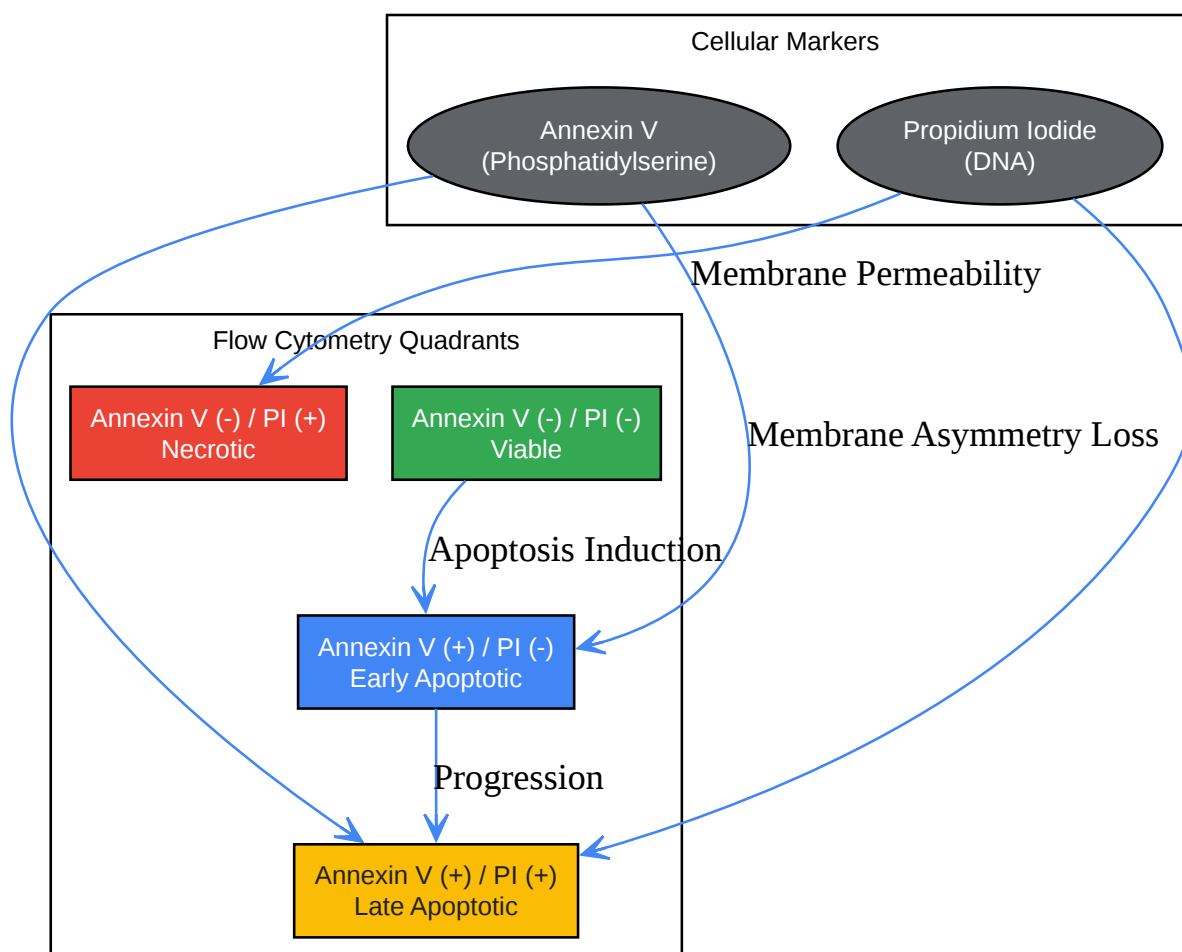 Cellular Markers
Annexin V
(Phosphatidylserine)
Propidium Iodide
(DNA)
Membrane Permeability
Flow Cytometry Quadrants
Annexin V (-) / PI (+)
Necrotic
Annexin V (-) / PI (-)
Viable
Membrane Asymmetry Loss
Apoptosis Induction
Annexin V (+) / PI (-)
Early Apoptotic
Progression
Annexin V (+) / PI (+)
Late Apoptotic